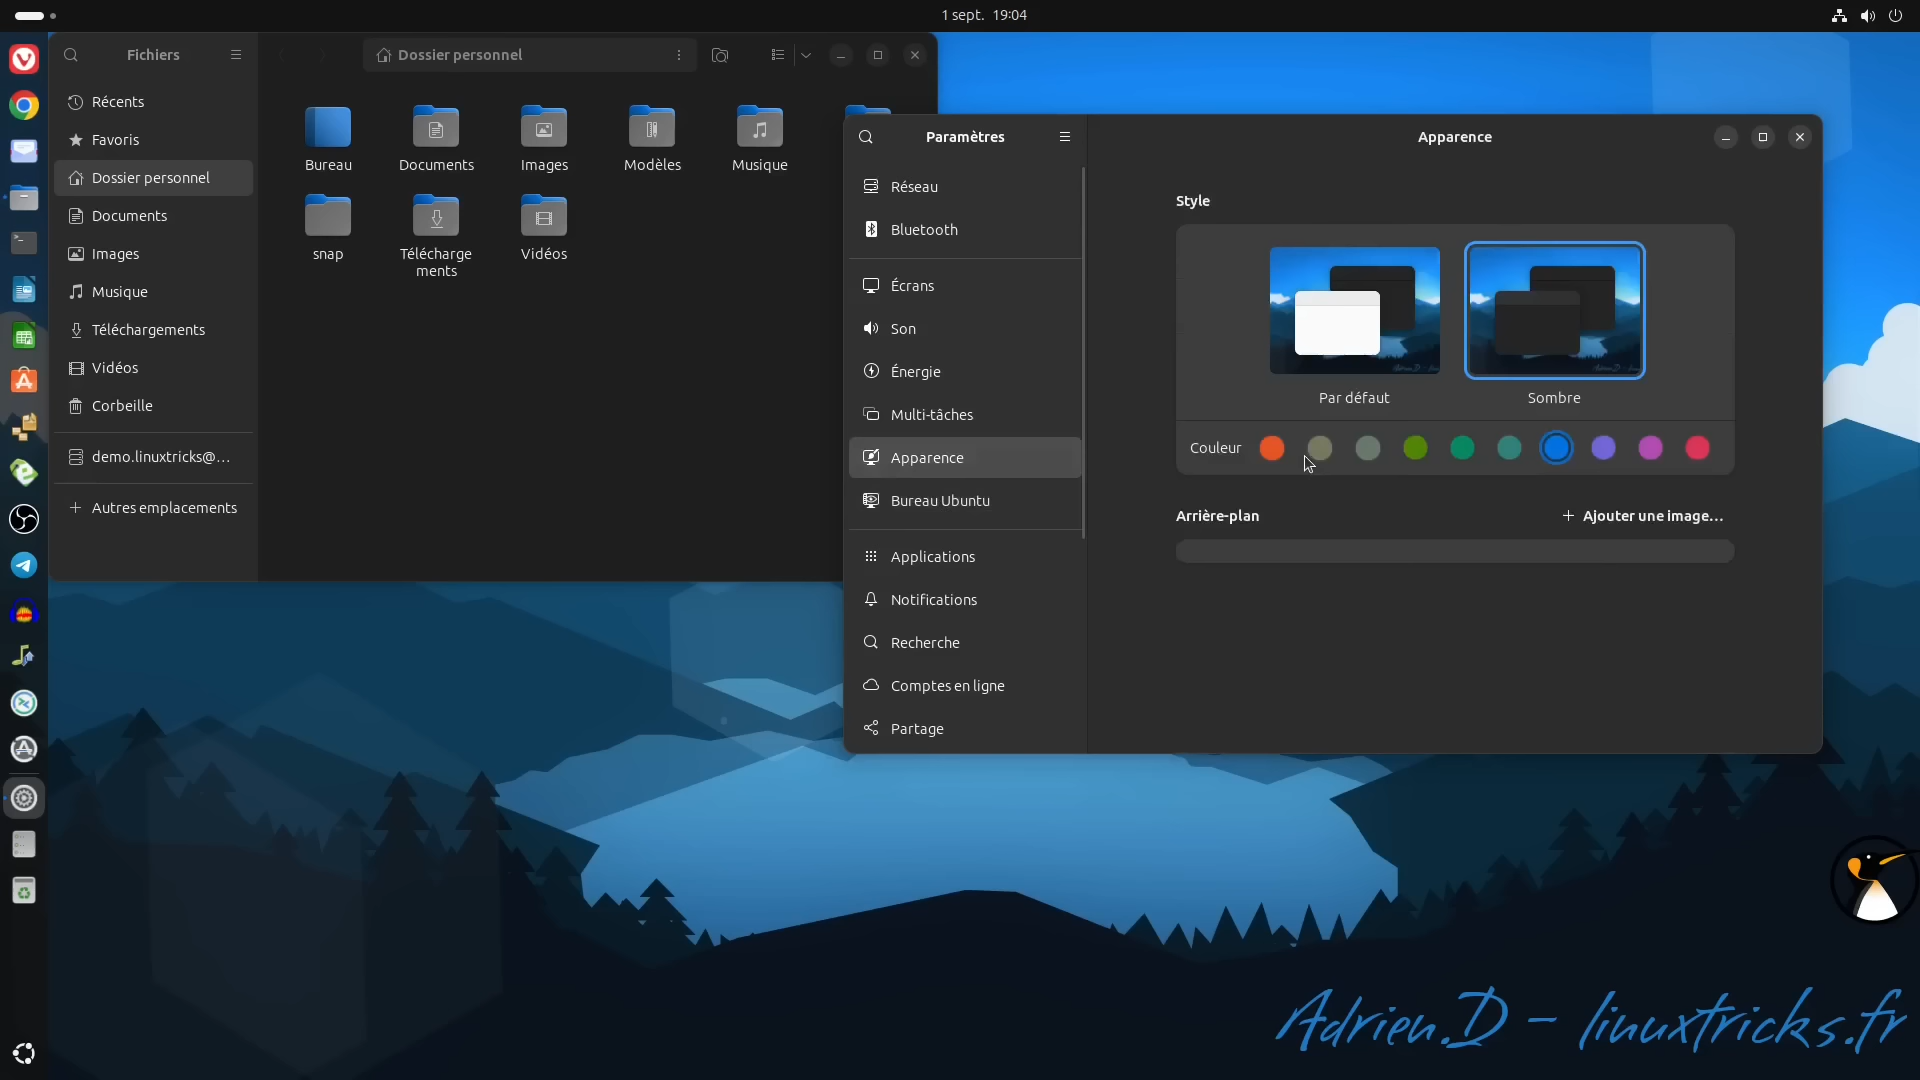 1 sept. 19:04
Fichiers
Dossier personnel
Récents
Favoris
Dossier personnel
Documents
Images
Musique
Téléchargements
Vidéos
Corbeille
demo.linuxtricks@...
Autres emplacements
Bureau
Documents
Images
Modèles
Musique
snap
Télécharge
ments
Vidéos
Paramètres
Apparence
Réseau
Bluetooth
Écrans
Son
Énergie
Multi-tâches
Apparence
Bureau Ubuntu
Applications
Notifications
Recherche
Comptes en ligne
Partage
Style
Par défaut
Sombre
Couleur
Arrière-plan
Ajouter une image...
Adrien.D - linuxtricks.fr